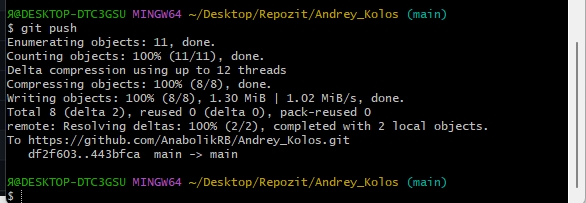 Я@DESKTOP-DTC3GSU MINGW64 ~/Desktop/Repozit/Andrey_Kolos (main)
$ git push
Enumerating objects: 11, done.
Counting objects: 100% (11/11), done.
Delta compression using up to 12 threads
Compressing objects: 100% (8/8), done.
Writing objects: 100% (8/8), 1.30 MiB | 1.02 MiB/s, done.
Total 8 (delta 2), reused 0 (delta 0), pack-reused 0
remote: Resolving deltas: 100% (2/2), completed with 2 local objects.
To https://github.com/AnabolikRB/Andrey_Kolos.git
   df2f603..443bfca  main -> main
Я@DESKTOP-DTC3GSU MINGW64 ~/Desktop/Repozit/Andrey_Kolos (main)
$